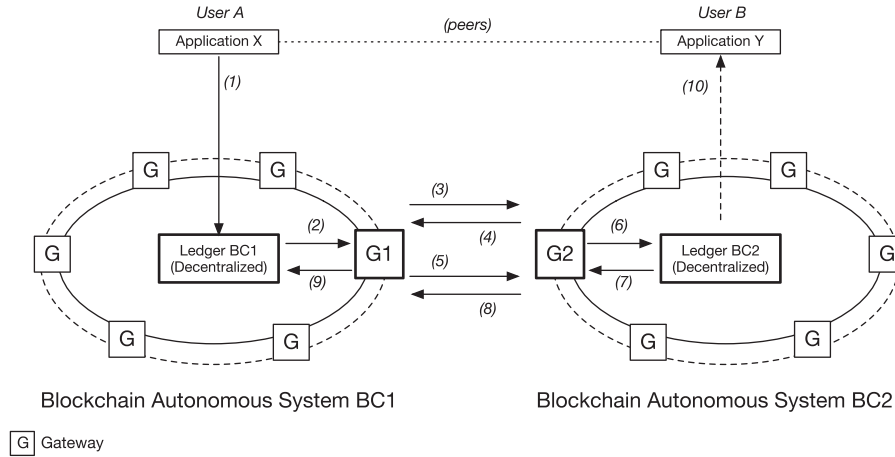 User A
User B
Application X
(peers)
Application Y
(1)
(10)
G
G
G
G
(3)
(2)
(4)
(6)
G
Ledger BC1
(Decentralized)
G1
G2
Ledger BC2
(Decentralized)
G
(9)
(5)
(7)
(8)
G
G
G
G
Blockchain Autonomous System BC1
Blockchain Autonomous System BC2
G
Gateway